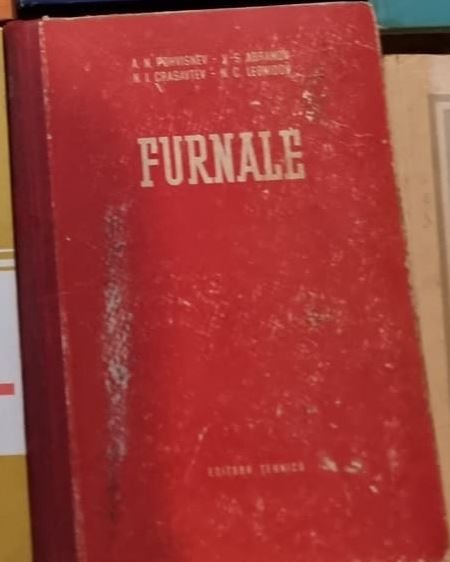 A. N. POHVISNEV - V. S. ABRAMOV
N. I. CRASAVTEV - N. C. LEONIDOV
FURNALE
EDITURA TEHNICĂ